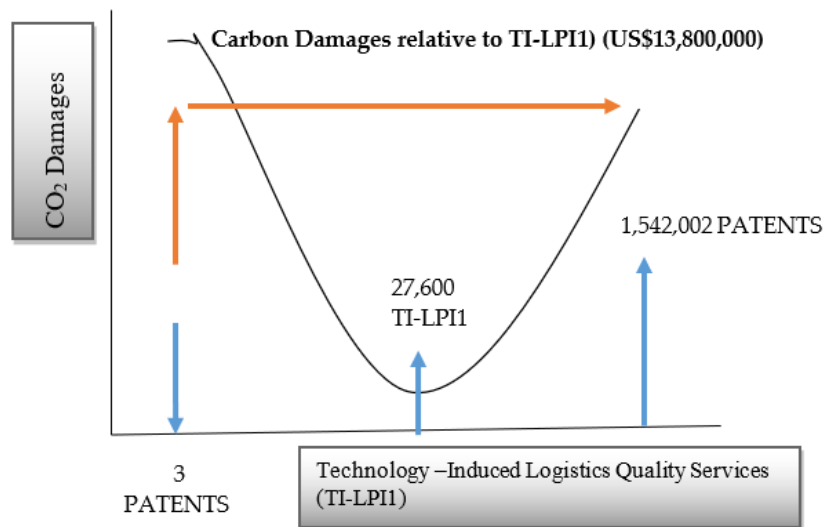 Carbon Damages relative to TI-LPI1) (US$13,800,000)
CO₂ Damages
1,542,002 PATENTS
27,600
TI-LPI1
3
PATENTS
Technology –Induced Logistics Quality Services
(TI-LPI1)